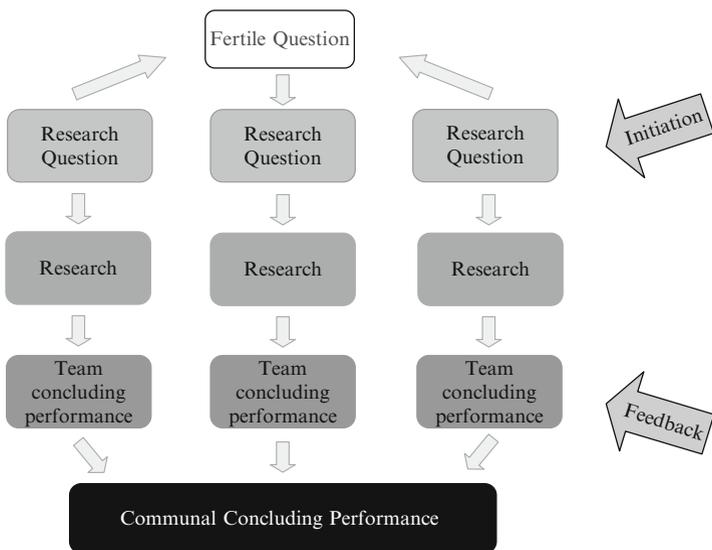 Fertile Question
Research
Question
Research
Question
Research
Question
Initiation
Research
Research
Research
Team
concluding
performance
Team
concluding
performance
Team
concluding
performance
Feedback
Communal Concluding Performance